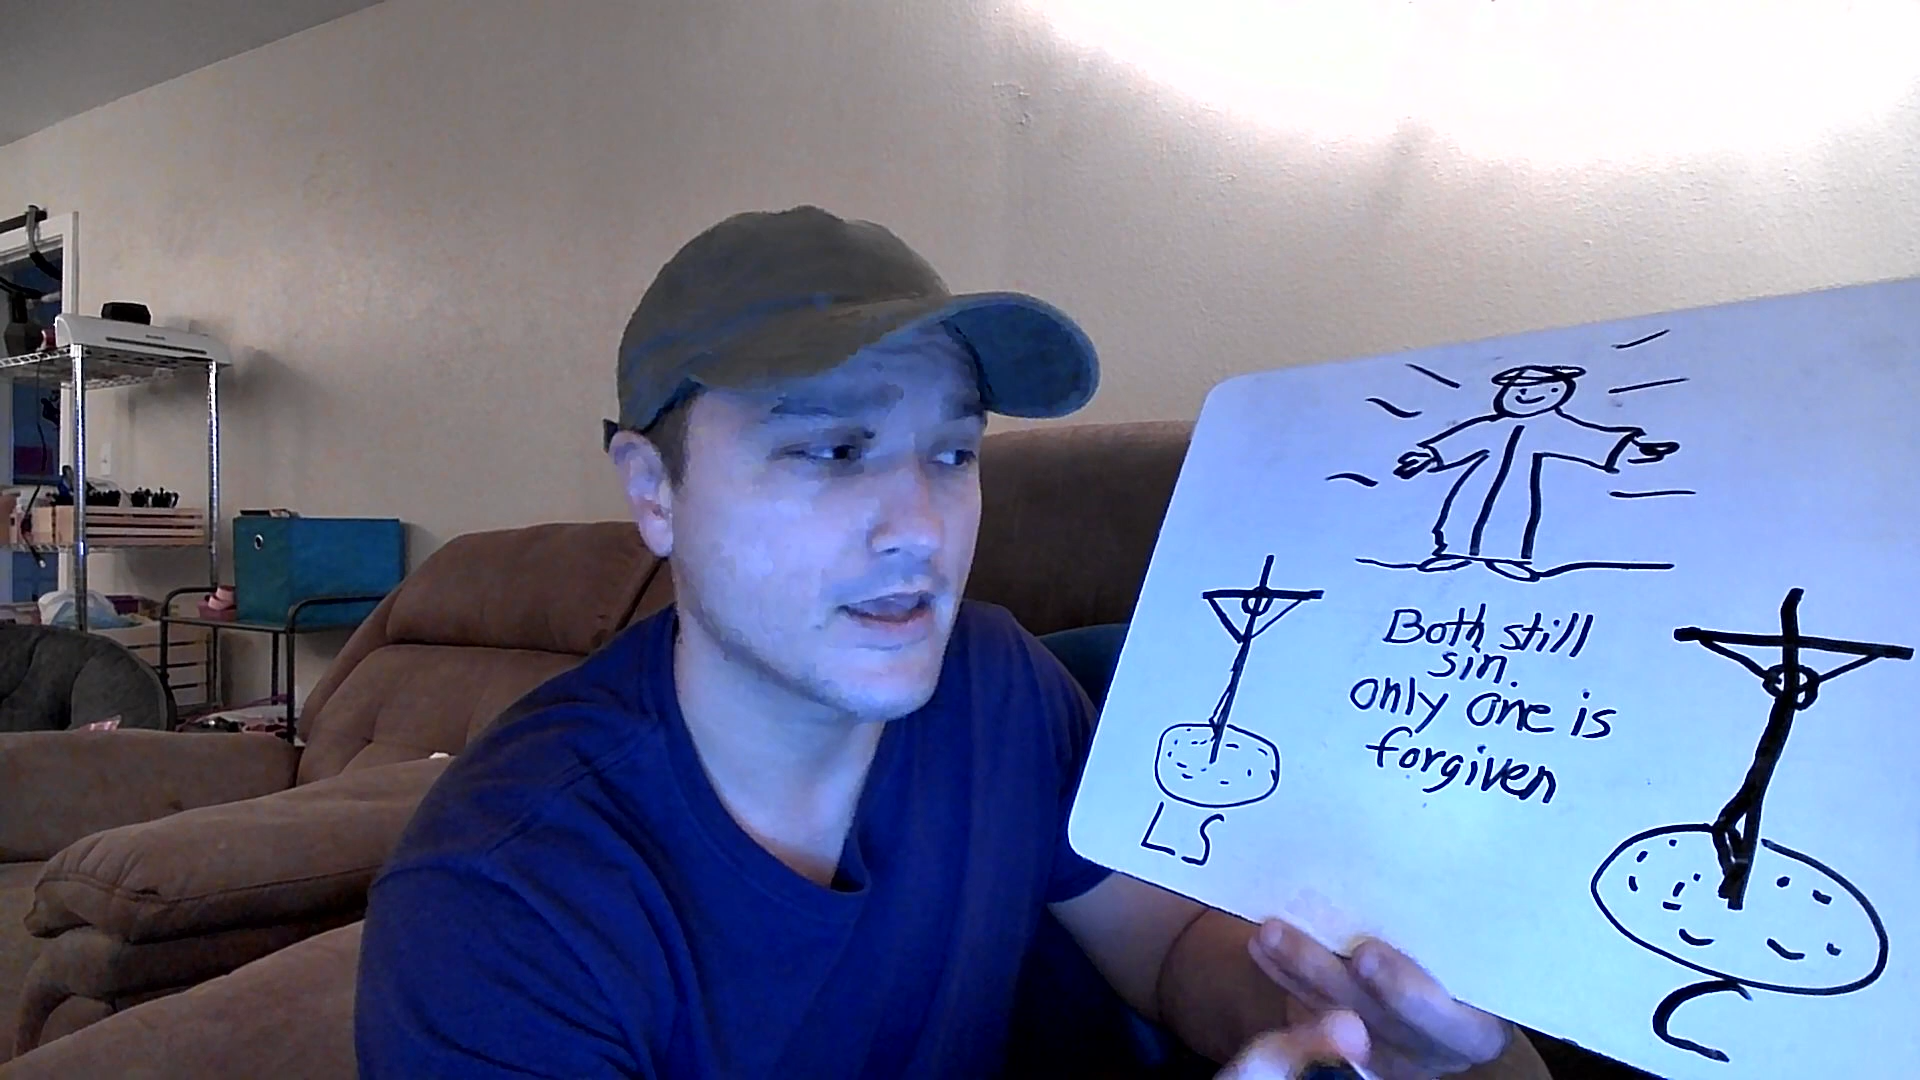 Both still
sin.
only one is
forgiven
LS
C